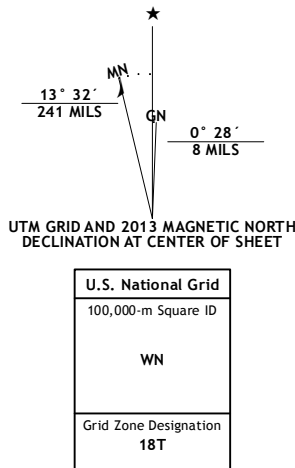 ★
MN
GN
13° 32´
241 MILS
0° 28´
8 MILS
UTM GRID AND 2013 MAGNETIC NORTH
DECLINATION AT CENTER OF SHEET
U.S. National Grid
100,000-m Square ID
WN
Grid Zone Designation
18T